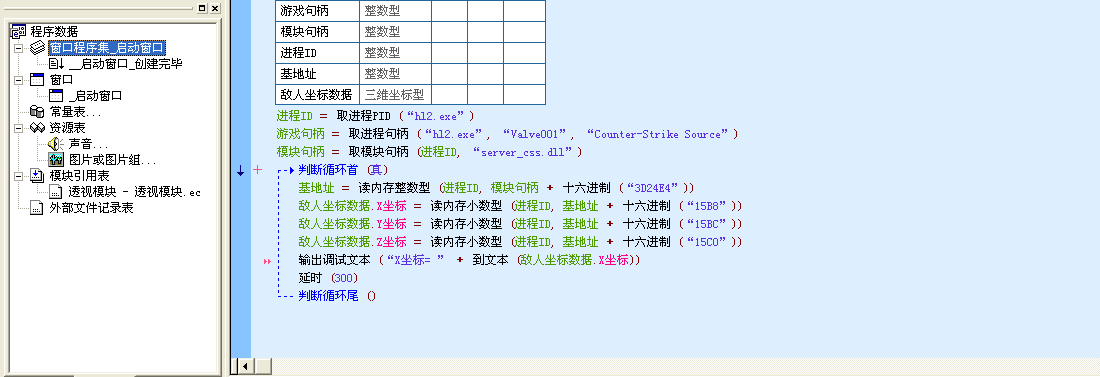 程序数据
窗口程序集_启动窗口
__启动窗口_创建完毕
窗口
_启动窗口
常量表...
资源表
声音...
图片或图片组...
模块引用表
透视模块 - 透视模块.ec
外部文件记录表
游戏句柄 整数型
模块句柄 整数型
进程ID 整数型
基地址 整数型
敌人坐标数据 三维坐标型
进程ID = 取进程PID (“hl2.exe”)
游戏句柄 = 取进程句柄 (“hl2.exe”, “Valve001”, “Counter-Strike Source”)
模块句柄 = 取模块句柄 (进程ID, “server_css.dll”)
判断循环首 (真)
基地址 = 读内存整数型 (进程ID, 模块句柄 + 十六进制 (“3D24E4”))
敌人坐标数据.X坐标 = 读内存小数型 (进程ID, 基地址 + 十六进制 (“15B8”))
敌人坐标数据.Y坐标 = 读内存小数型 (进程ID, 基地址 + 十六进制 (“15BC”))
敌人坐标数据.Z坐标 = 读内存小数型 (进程ID, 基地址 + 十六进制 (“15C0”))
输出调试文本 (“X坐标= ” + 到文本 (敌人坐标数据.X坐标))
延时 (300)
判断循环尾 ()